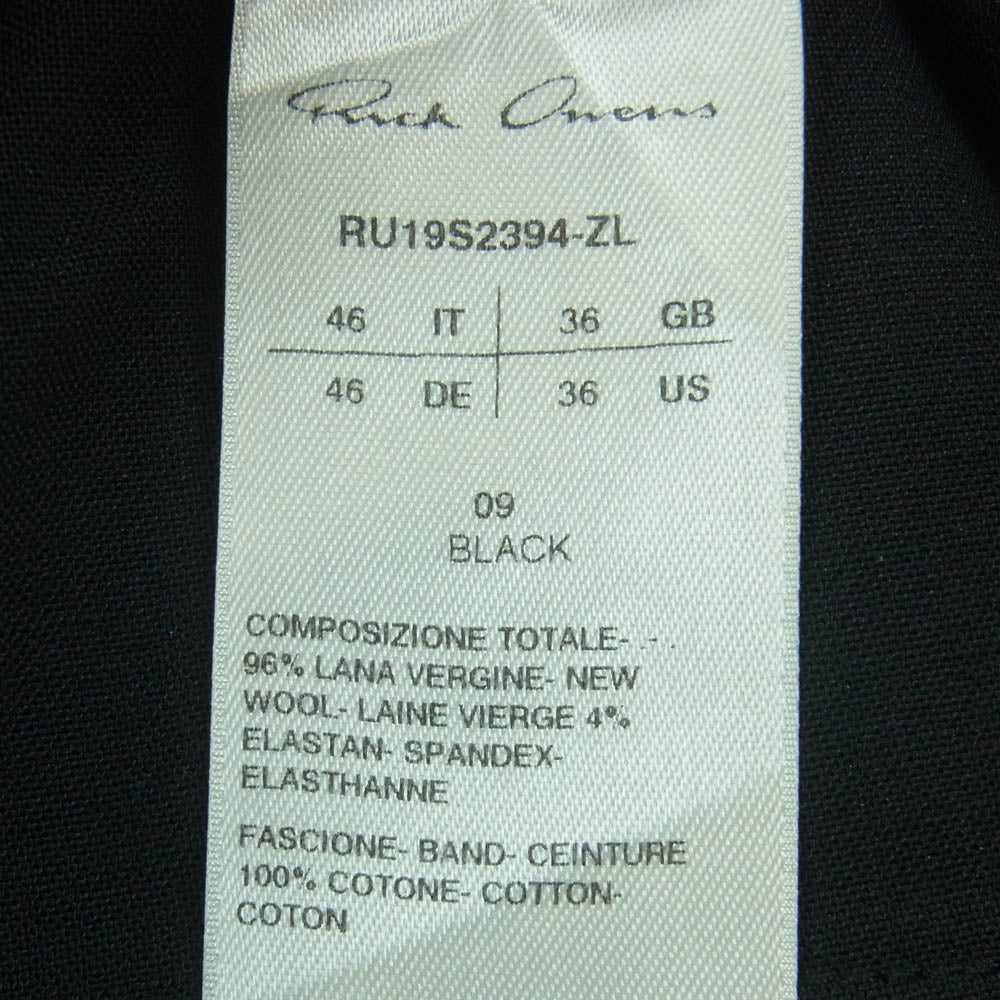 Rick Owens
RU19S2394-ZL
46 IT 36 GB
46 DE 36 US
09
BLACK
COMPOSIZIONE TOTALE- .-.
96% LANA VERGINE- NEW
WOOL- LAINE VIERGE 4%
ELASTAN- SPANDEX-
ELASTHANNE
FASCIONE- BAND- CEINTURE
100% COTONE- COTTON-
COTON